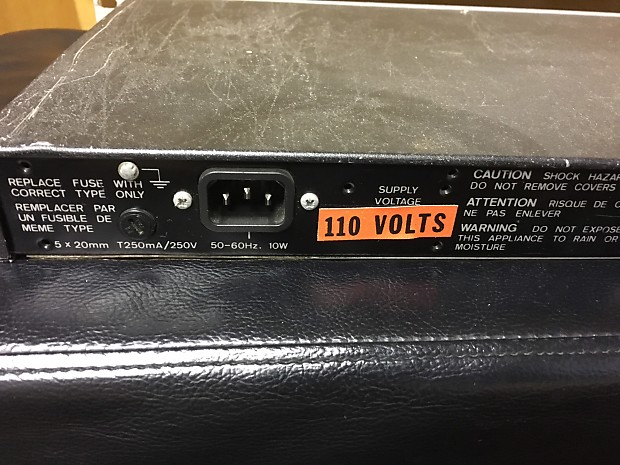 REPLACE FUSE WITH
CORRECT TYPE ONLY
REMPLACER PAR
UN FUSIBLE DE
MEME TYPE
5 x 20mm T250mA/250V
50-60Hz. 10W
SUPPLY
VOLTAGE
110 VOLTS
CAUTION SHOCK
DO NOT REMOVE COVERS
ATTENTION RISQUE DE
NE PAS ENLEVER
WARNING DO NOT
THIS APPLIANCE TO RAIN OR
MOISTURE